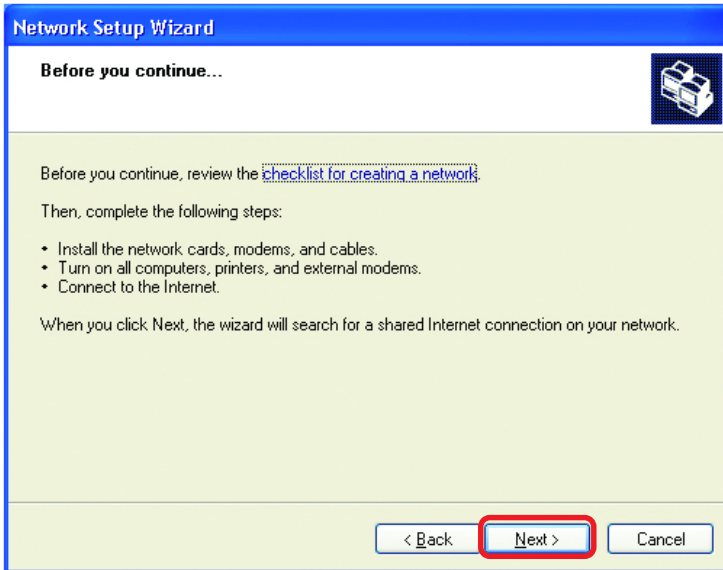 Network Setup Wizard
Before you continue...
Before you continue, review the checklist for creating a network.
Then, complete the following steps:
• Install the network cards, modems, and cables.
• Turn on all computers, printers, and external modems.
• Connect to the Internet.
When you click Next, the wizard will search for a shared Internet connection on your network.
< Back Next > Cancel